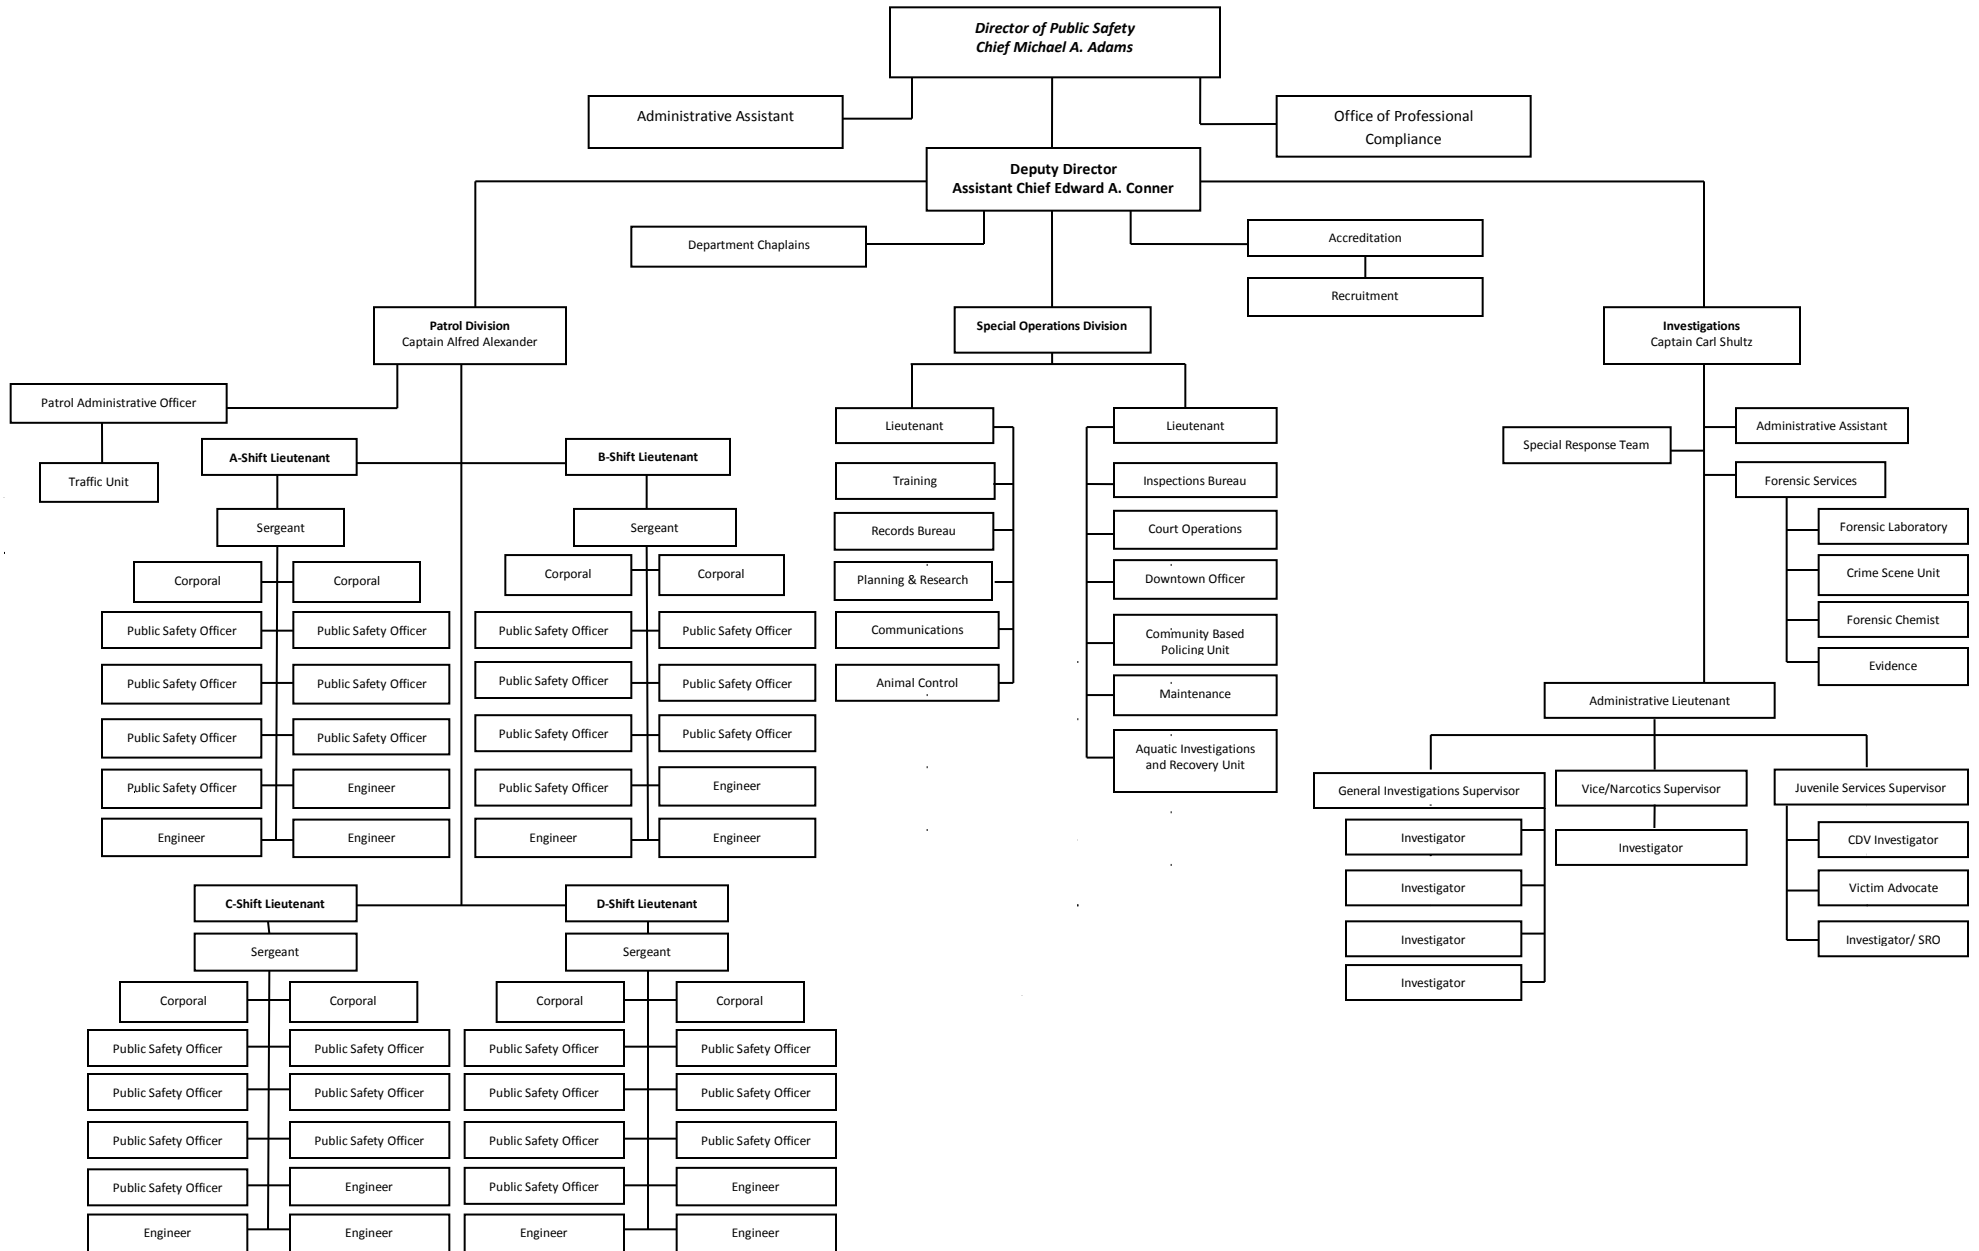 Director of Public Safety
Chief Michael A. Adams
Administrative Assistant
Office of Professional
Compliance
Deputy Director
Assistant Chief Edward A. Conner
Department Chaplains
Accreditation
Recruitment
Patrol Division
Captain Alfred Alexander
Special Operations Division
Investigations
Captain Carl Shultz
Patrol Administrative Officer
Traffic Unit
A-Shift Lieutenant
Sergeant
Corporal
Corporal
Public Safety Officer
Public Safety Officer
Public Safety Officer
Public Safety Officer
Public Safety Officer
Public Safety Officer
Public Safety Officer
Engineer
Engineer
Engineer
B-Shift Lieutenant
Sergeant
Corporal
Corporal
Public Safety Officer
Public Safety Officer
Public Safety Officer
Public Safety Officer
Public Safety Officer
Public Safety Officer
Public Safety Officer
Engineer
Engineer
Engineer
C-Shift Lieutenant
Sergeant
Corporal
Corporal
Public Safety Officer
Public Safety Officer
Public Safety Officer
Public Safety Officer
Public Safety Officer
Public Safety Officer
Public Safety Officer
Engineer
Engineer
Engineer
D-Shift Lieutenant
Sergeant
Corporal
Corporal
Public Safety Officer
Public Safety Officer
Public Safety Officer
Public Safety Officer
Public Safety Officer
Public Safety Officer
Public Safety Officer
Engineer
Engineer
Engineer
Lieutenant
Training
Records Bureau
Planning & Research
Communications
Animal Control
Lieutenant
Inspections Bureau
Court Operations
Downtown Officer
Community Based
Policing Unit
Maintenance
Aquatic Investigations
and Recovery Unit
Special Response Team
Administrative Assistant
Forensic Services
Forensic Laboratory
Crime Scene Unit
Forensic Chemist
Evidence
Administrative Lieutenant
General Investigations Supervisor
Investigator
Investigator
Investigator
Investigator
Vice/Narcotics Supervisor
Investigator
Juvenile Services Supervisor
CDV Investigator
Victim Advocate
Investigator/ SRO